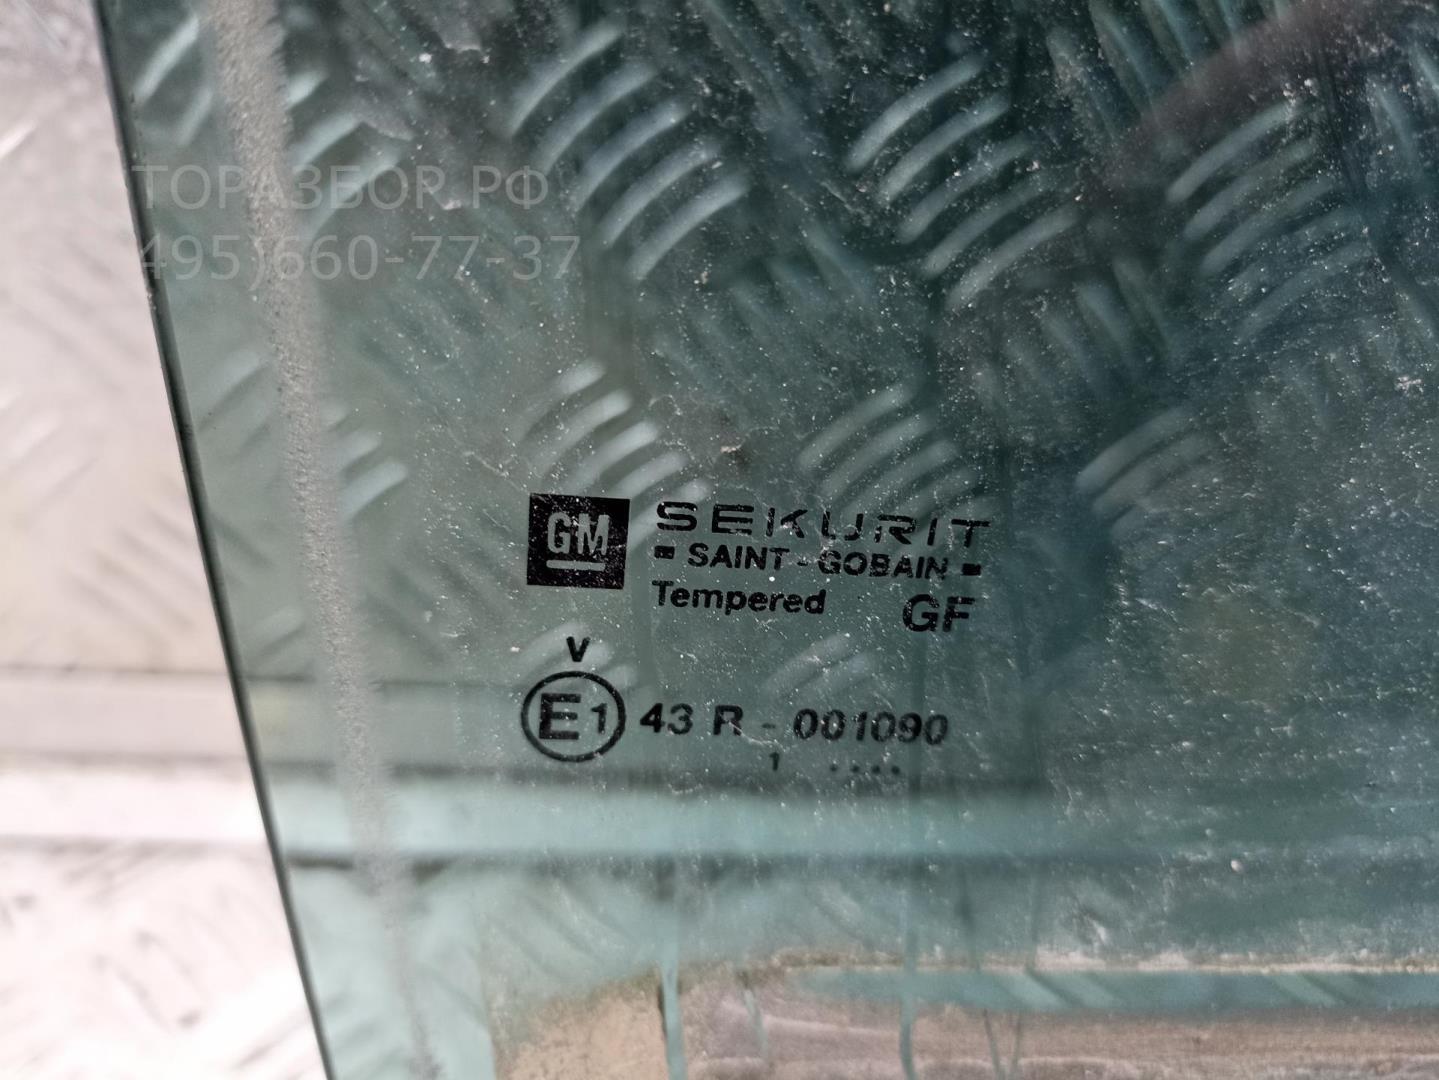 ТОРАЗБОР.РФ
495)660-77-37
GM
SEKURIT
SAINT-GOBAIN
Tempered GF
V
E1 43 R - 001090
1 ....